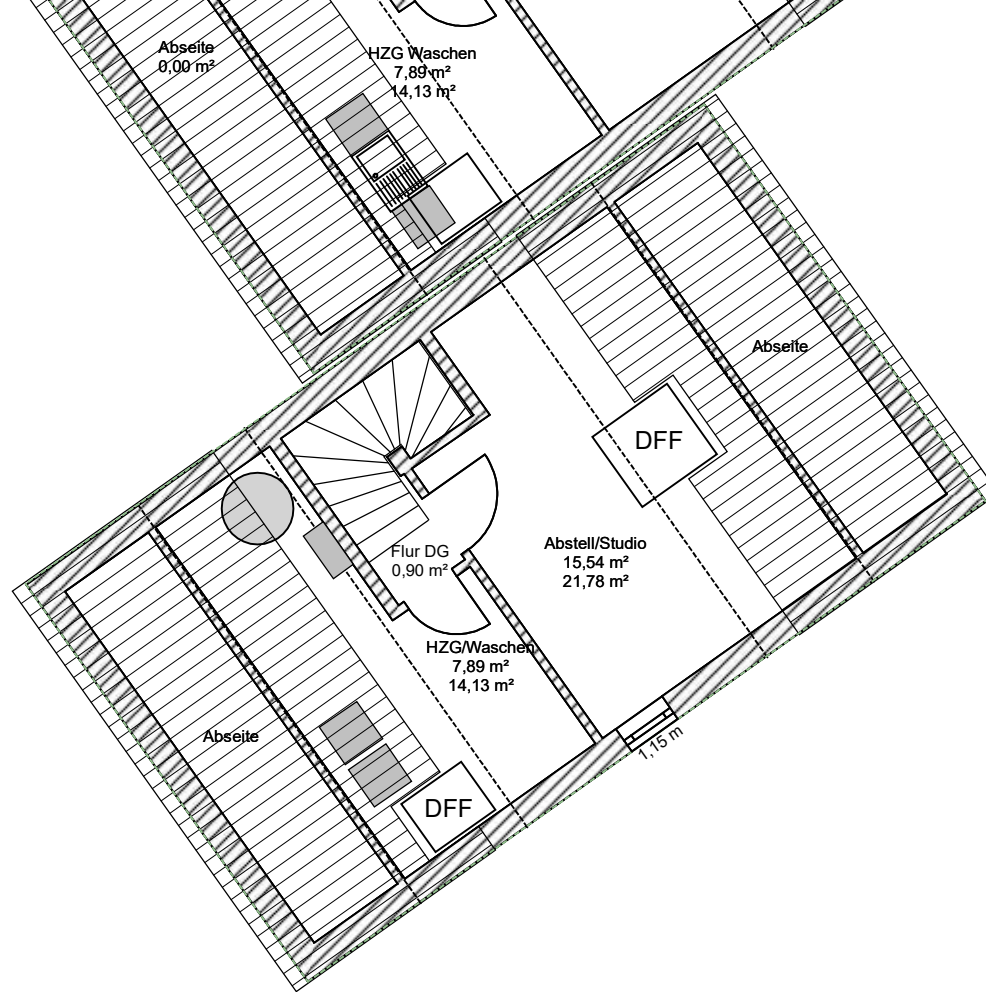 Abseite
0,00 m²
HZG Waschen
7,89 m²
14,13 m²
Abseite
DFF
Abstell/Studio
15,54 m²
21,78 m²
Flur DG
0,90 m²
HZG/Waschen
7,89 m²
14,13 m²
Abseite
1,15 m
DFF